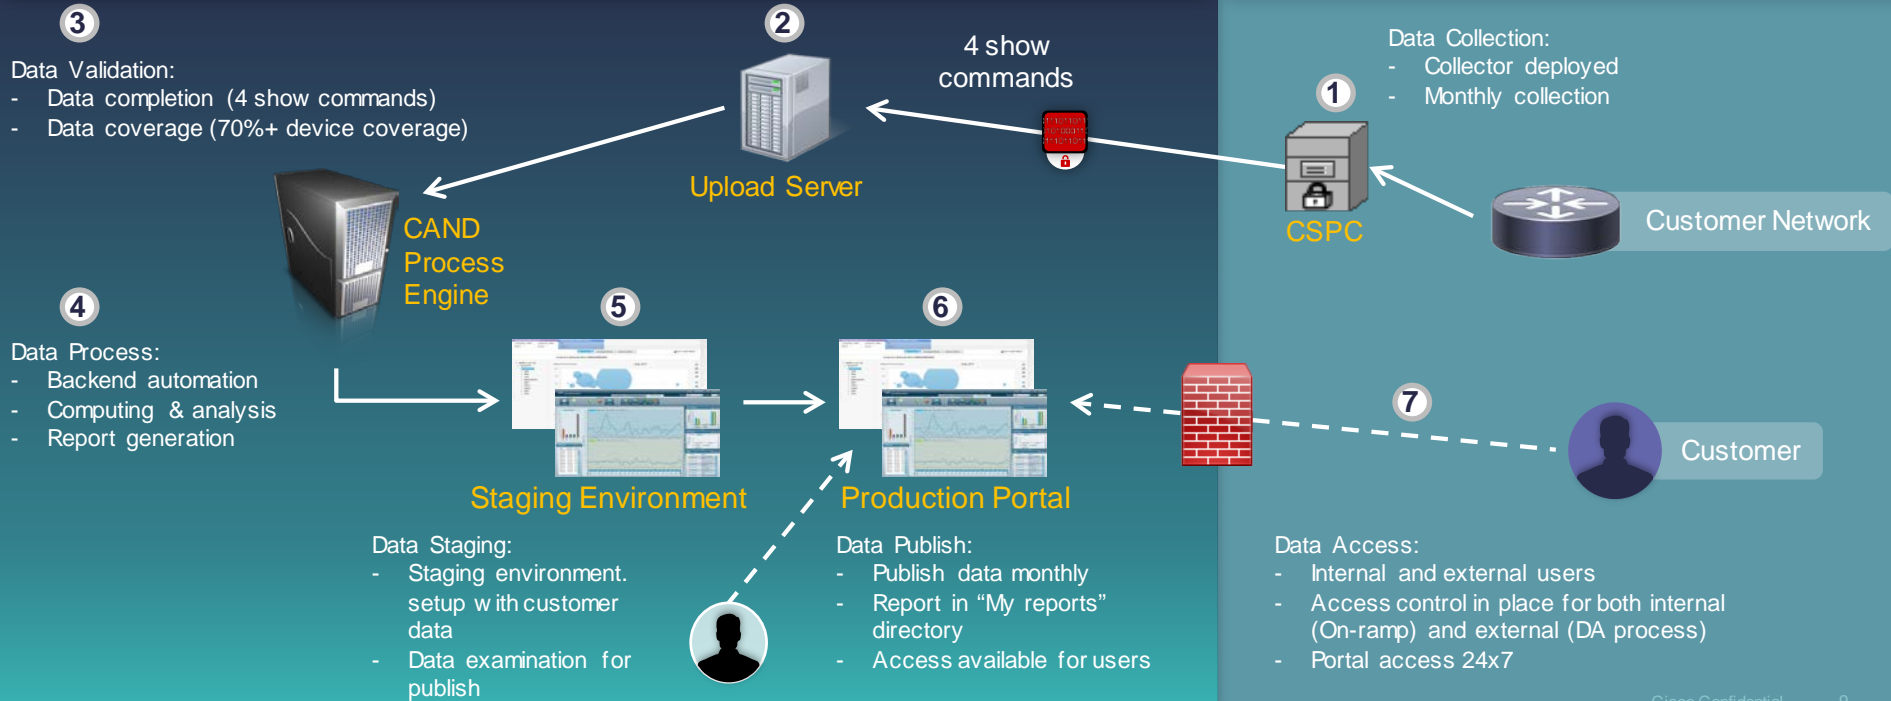 3
Data Validation:
- Data completion (4 show commands)
- Data coverage (70%+ device coverage)
2
Upload Server
4 show
commands
1
Data Collection:
- Collector deployed
- Monthly collection
CSPC
Customer Network
CAND
Process
Engine
4
Data Process:
- Backend automation
- Computing & analysis
- Report generation
5
Staging Environment
Data Staging:
- Staging environment.
setup with customer
data
- Data examination for
publish
6
Production Portal
Data Publish:
- Publish data monthly
- Report in “My reports”
directory
- Access available for users
7
Customer
Data Access:
- Internal and external users
- Access control in place for both internal
(On-ramp) and external (DA process)
- Portal access 24x7
Cisco Confidential
9